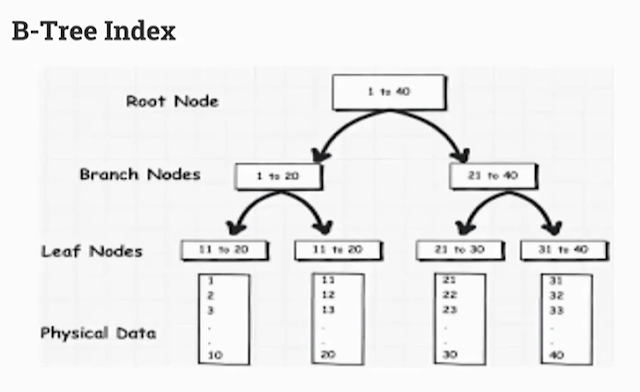 B-Tree Index
Root Node
1 to 40
Branch Nodes
1 to 20
21 to 40
Leaf Nodes
11 to 20
11 to 20
21 to 30
31 to 40
Physical Data
1
2
3
.
.
10
11
12
13
.
.
20
21
22
23
.
.
30
31
32
33
.
.
40